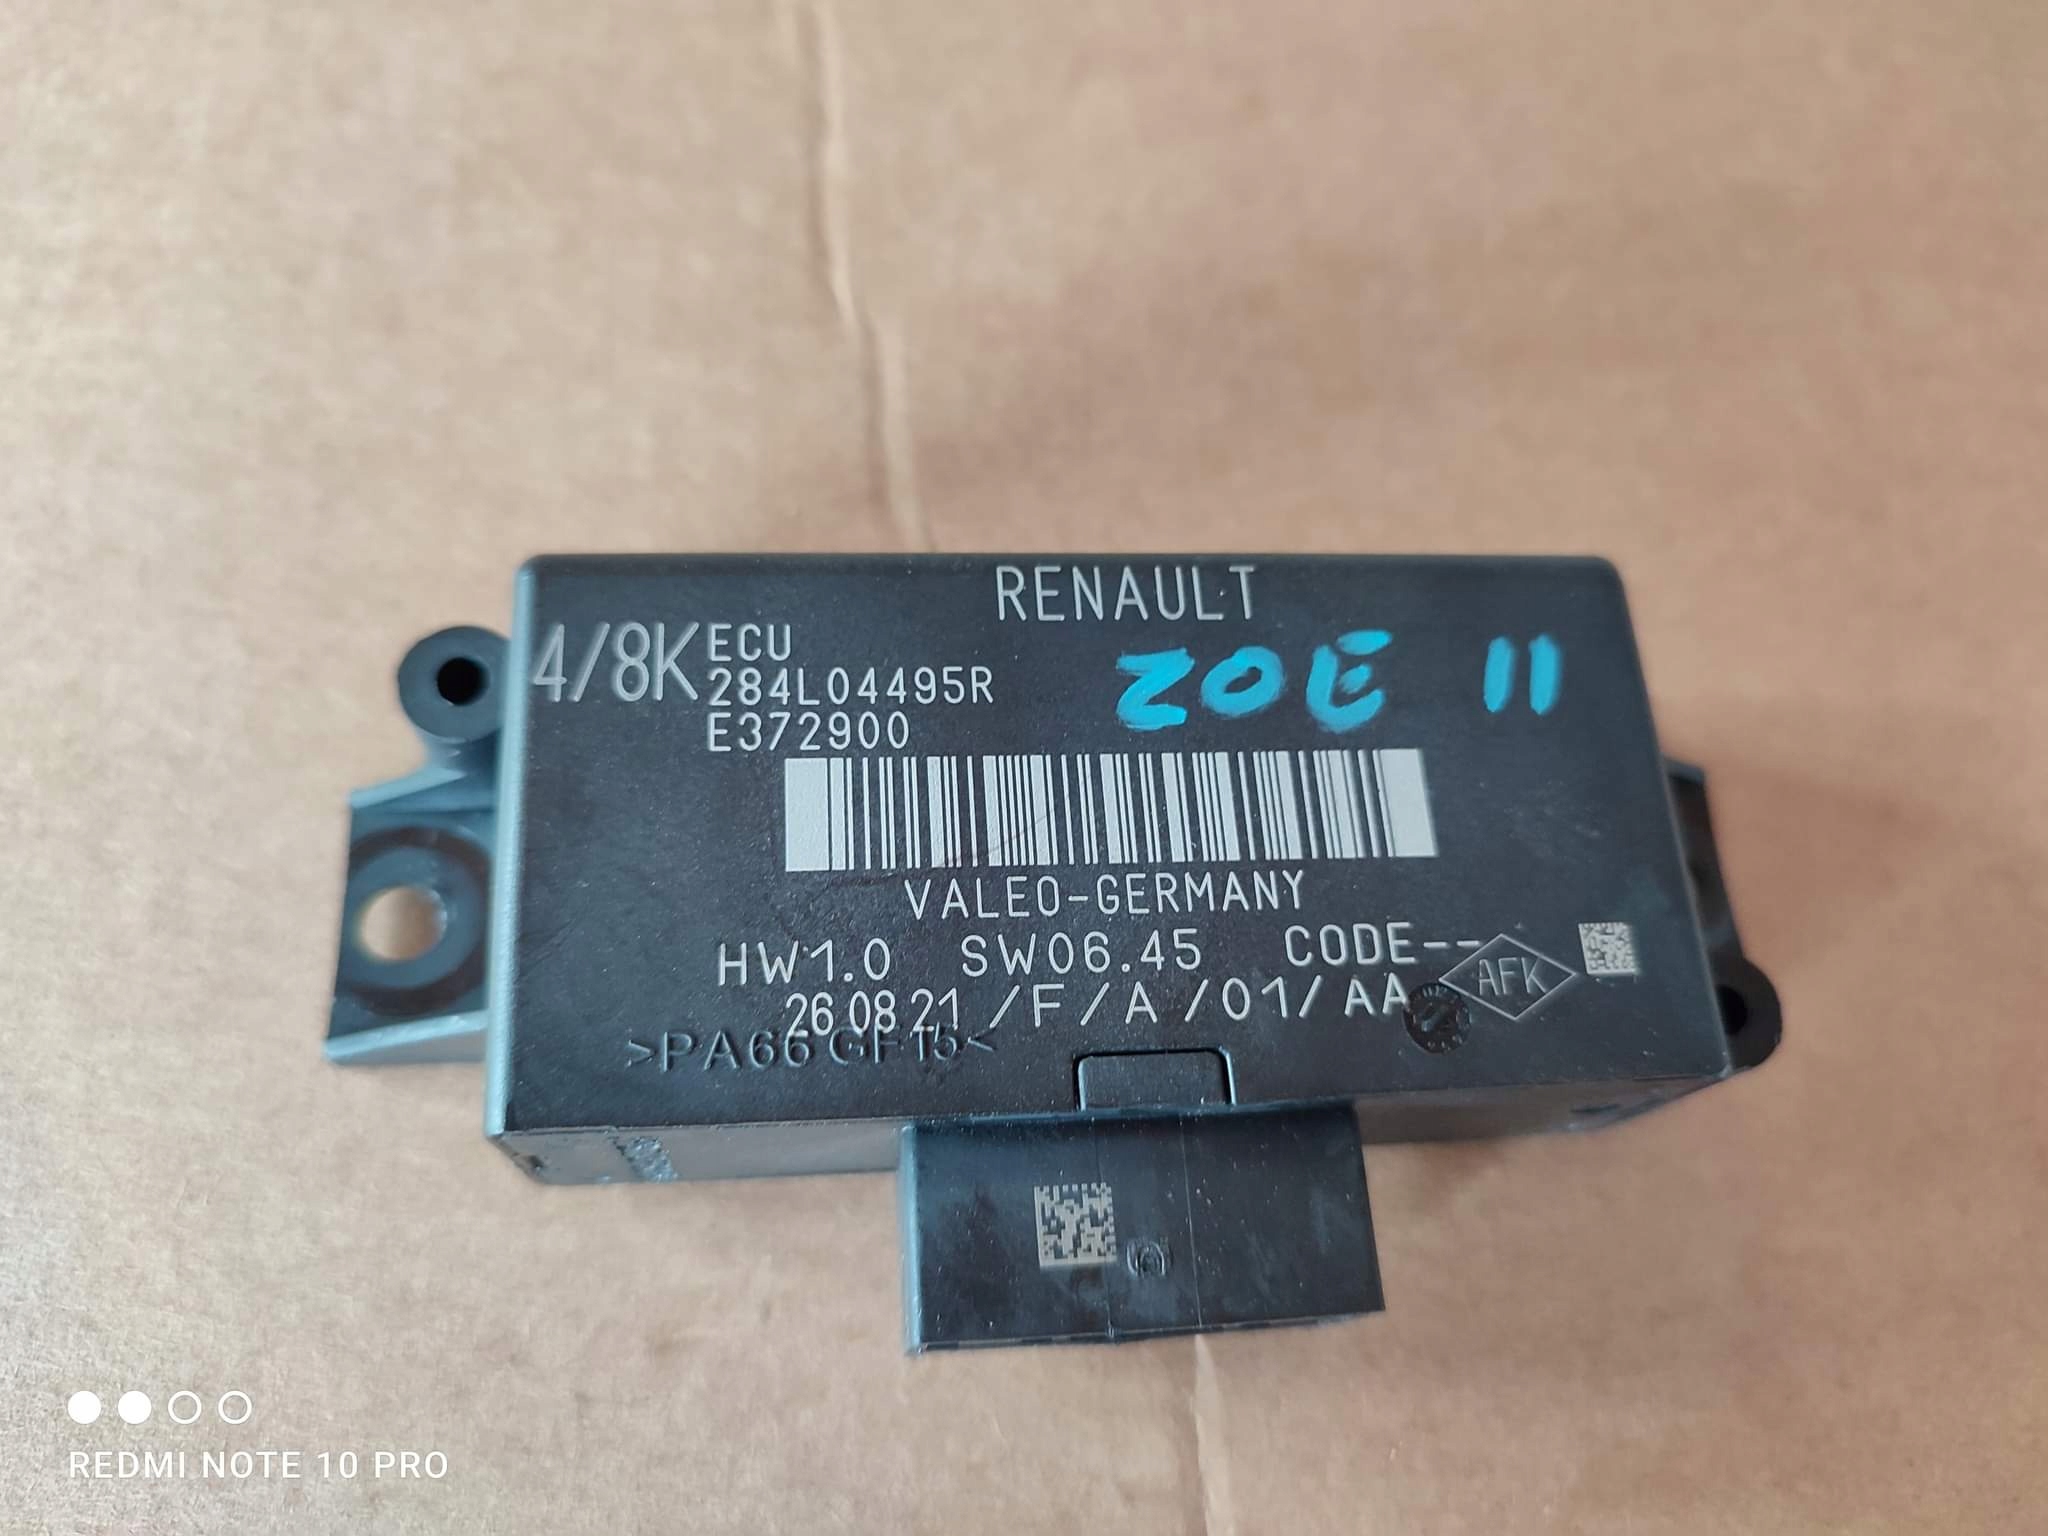 RENAULT
4/8K ECU
284L04495R
E372900
ZOE II
VALEO-GERMANY
HW1.0 SW06.45 CODE--
AFK
26 08 21 /F/A/01/AA
>PA66 GF15<
REDMI NOTE 10 PRO